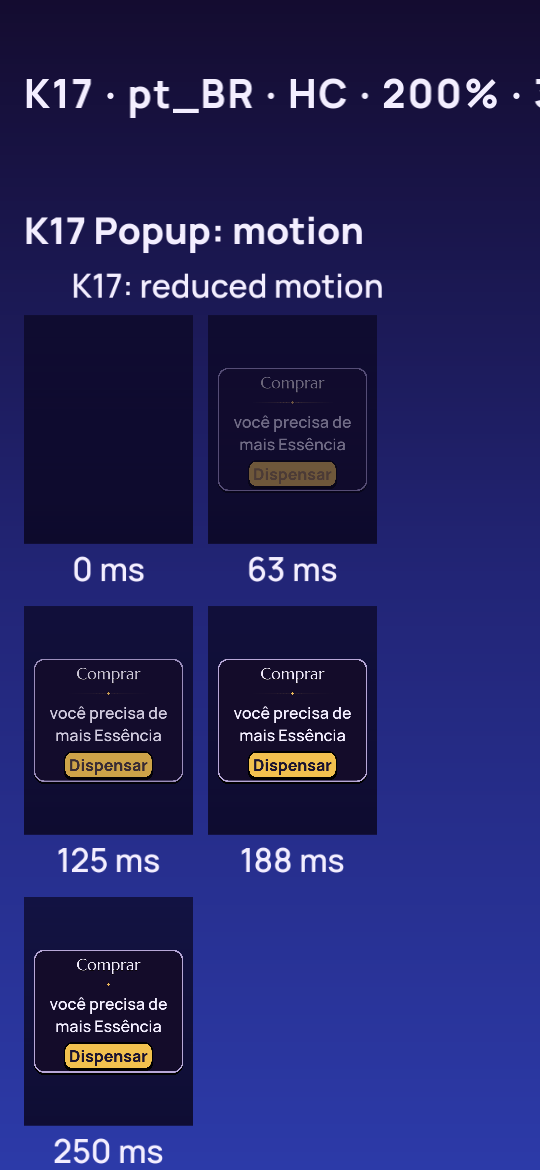 K17 · pt_BR · HC · 200% ·
K17 Popup: motion
K17: reduced motion
Comprar
você precisa de
mais Essência
Dispensar
0 ms
63 ms
Comprar
você precisa de
mais Essência
Dispensar
Comprar
você precisa de
mais Essência
Dispensar
125 ms
188 ms
Comprar
você precisa de
mais Essência
Dispensar
250 ms